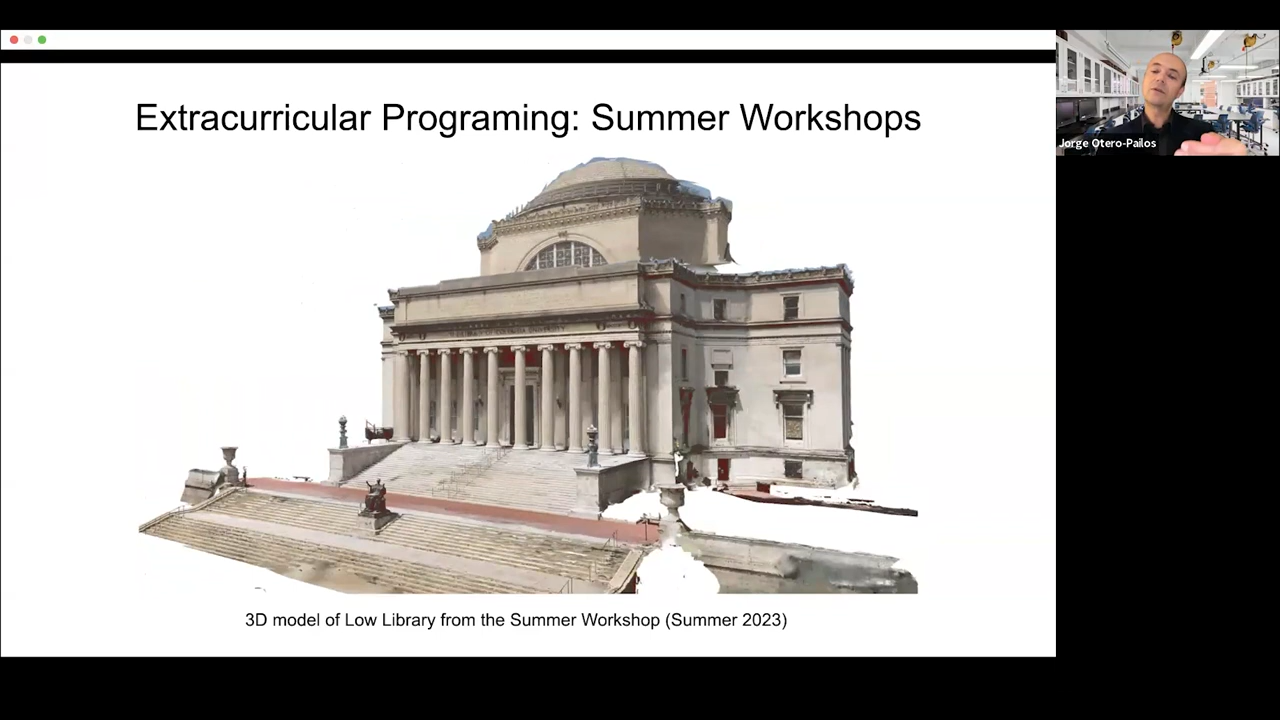 Extracurricular Programing: Summer Workshops
Jorge Otero-Pailos
3D model of Low Library from the Summer Workshop (Summer 2023)